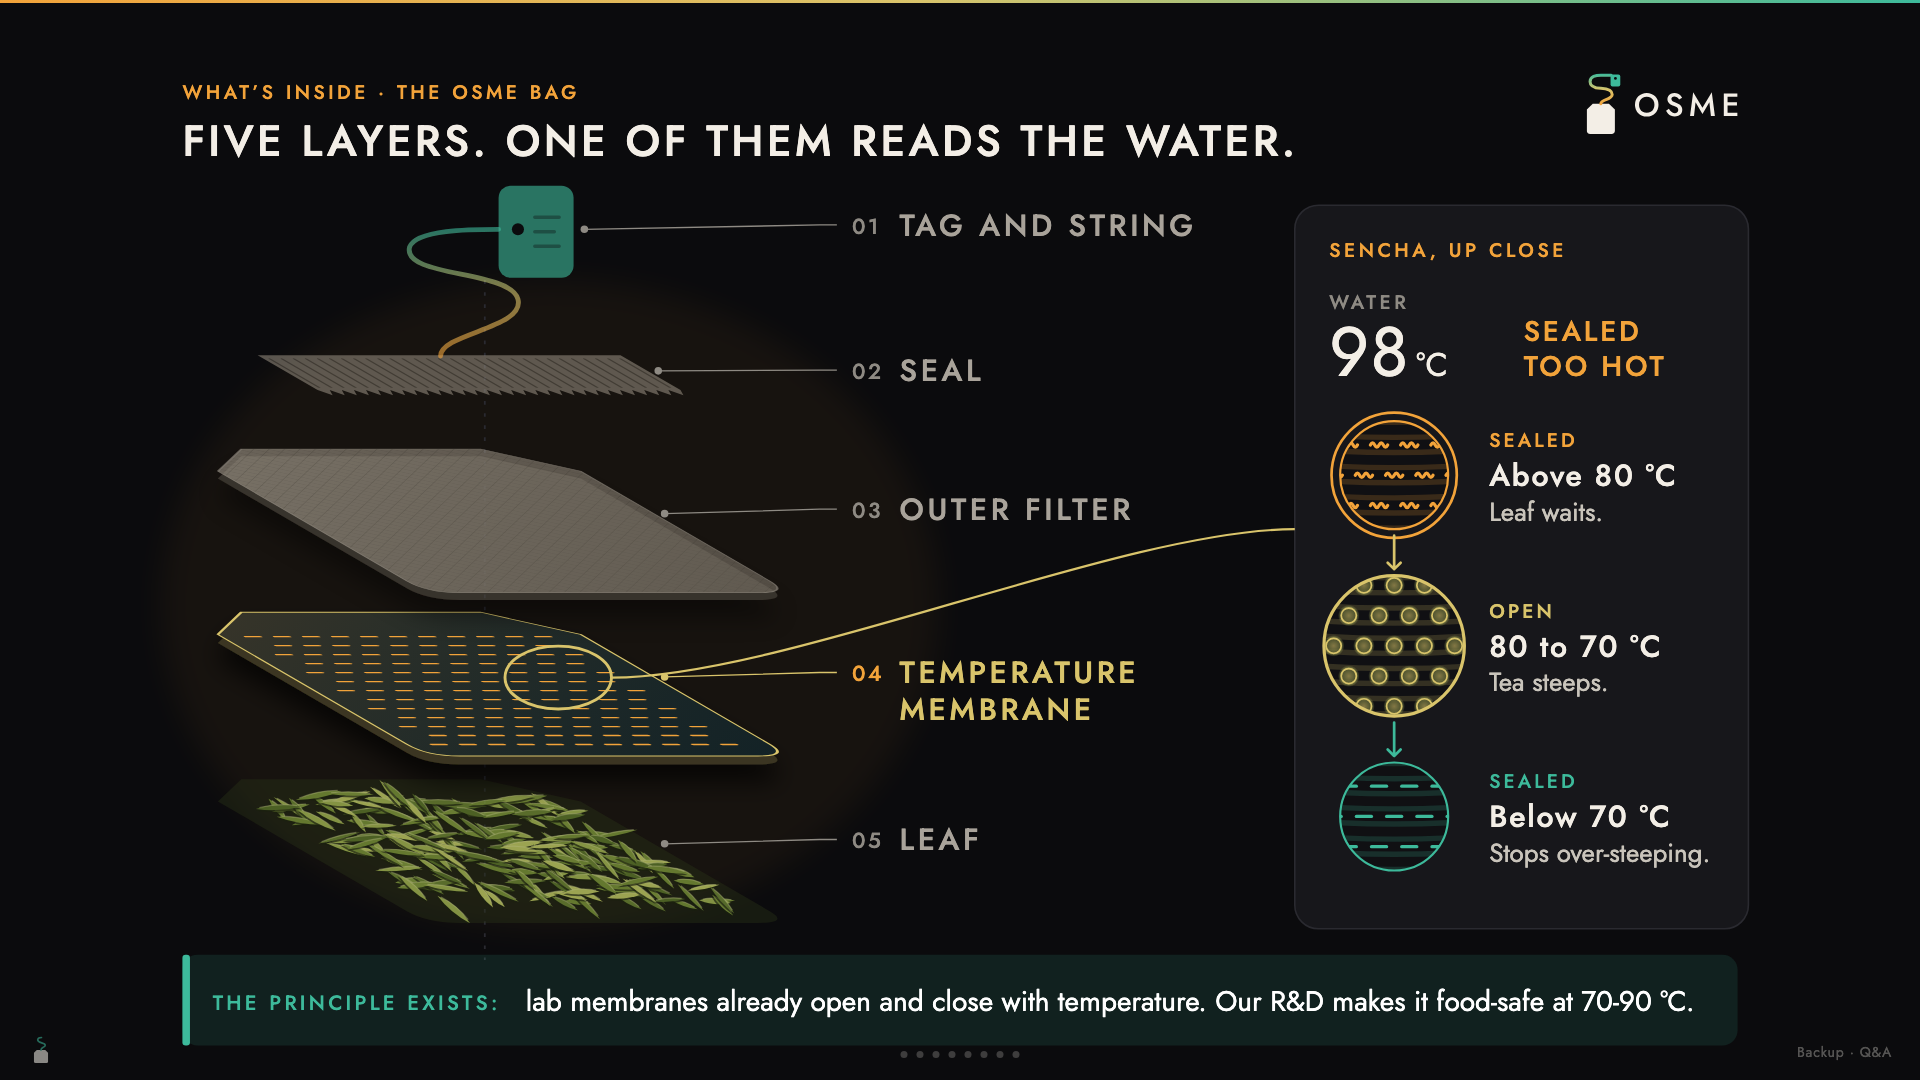 WHAT'S INSIDE · THE OSME BAG
FIVE LAYERS. ONE OF THEM READS THE WATER.
OSME
01 TAG AND STRING
02 SEAL
03 OUTER FILTER
04 TEMPERATURE
MEMBRANE
05 LEAF
SENCHA, UP CLOSE
WATER
98 °C
SEALED
TOO HOT
SEALED
Above 80 °C
Leaf waits.
OPEN
80 to 70 °C
Tea steeps.
SEALED
Below 70 °C
Stops over-steeping.
THE PRINCIPLE EXISTS: lab membranes already open and close with temperature. Our R&D makes it food-safe at 70-90 °C.
Backup · Q&A